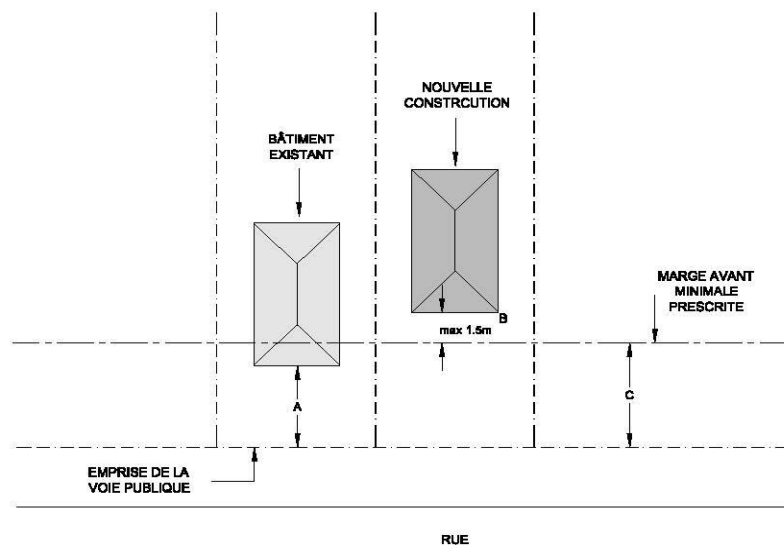 NOUVELLE
CONSTRCUTION
BÂTIMENT
EXISTANT
MARGE AVANT
MINIMALE
PRESCRITE
B
max 1.5m
A
C
EMPRISE DE LA
VOIE PUBLIQUE
RUE